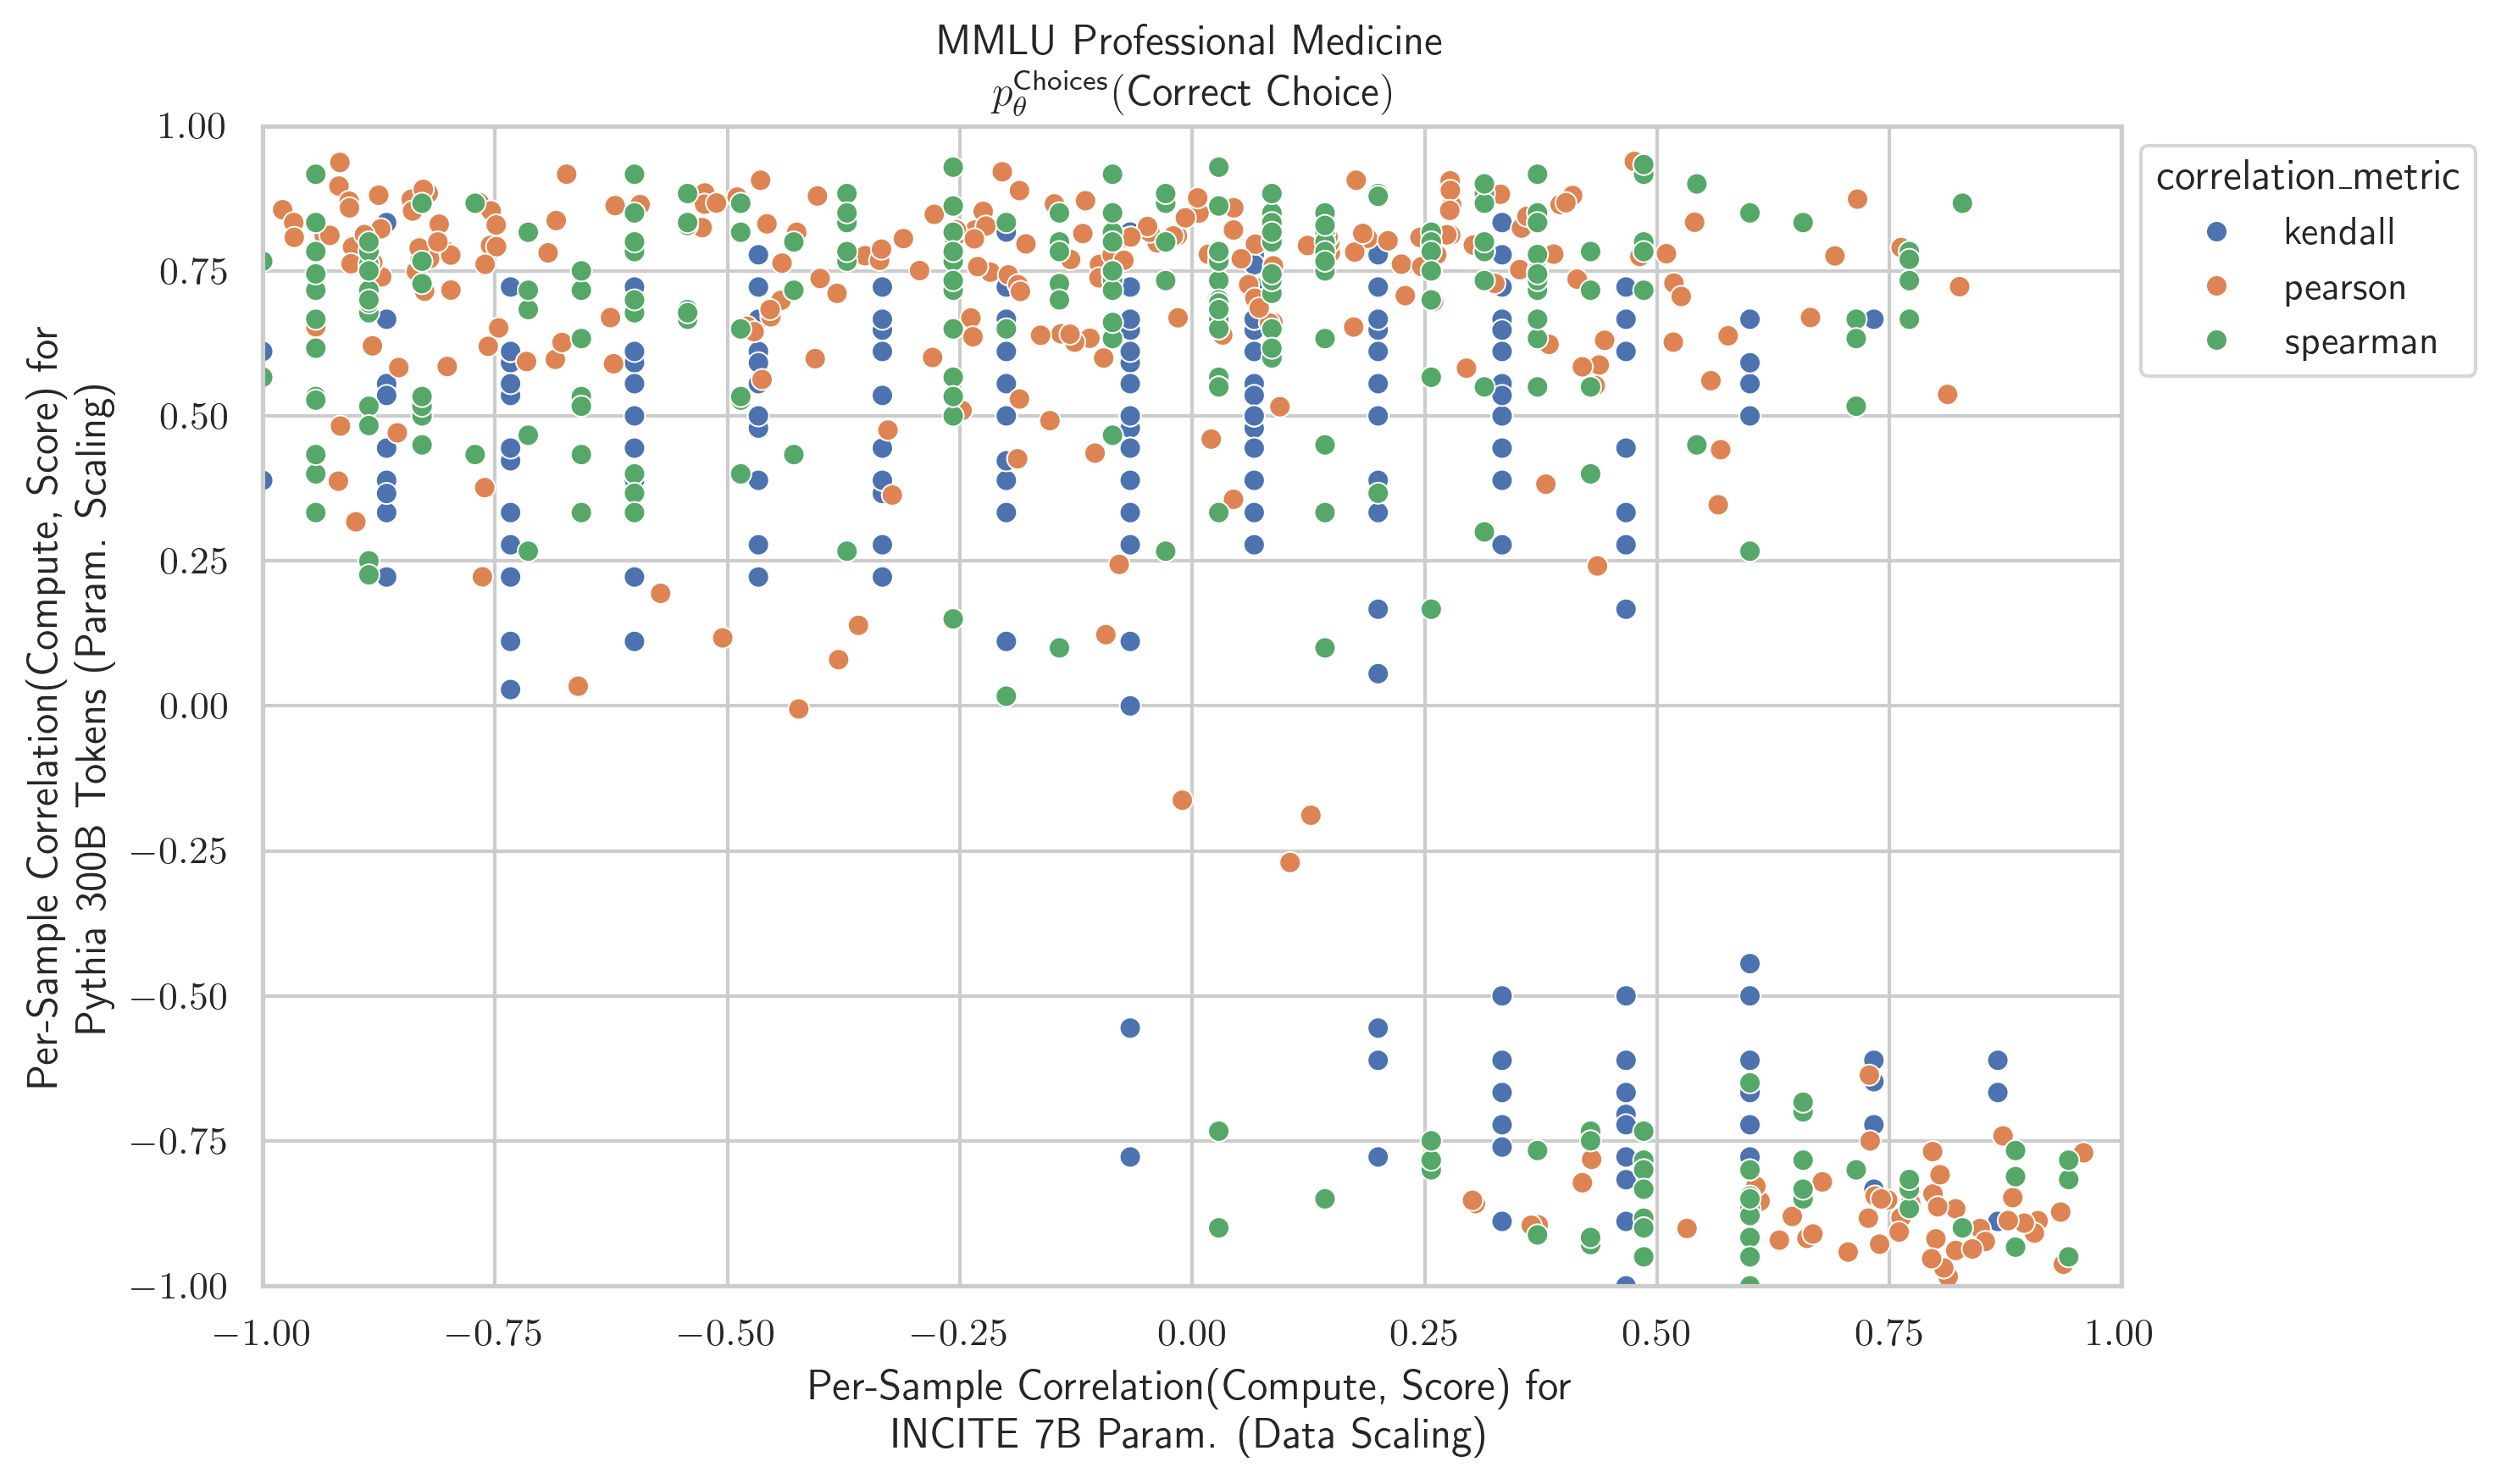 MMLU Professional Medicine
p_θ^Choices(Correct Choice)
Per-Sample Correlation(Compute, Score) for
Pythia 300B Tokens (Param. Scaling)
1.00
0.75
0.50
0.25
0.00
−0.25
−0.50
−0.75
−1.00
−1.00 −0.75 −0.50 −0.25 0.00 0.25 0.50 0.75 1.00
Per-Sample Correlation(Compute, Score) for
INCITE 7B Param. (Data Scaling)
correlation_metric
kendall
pearson
spearman